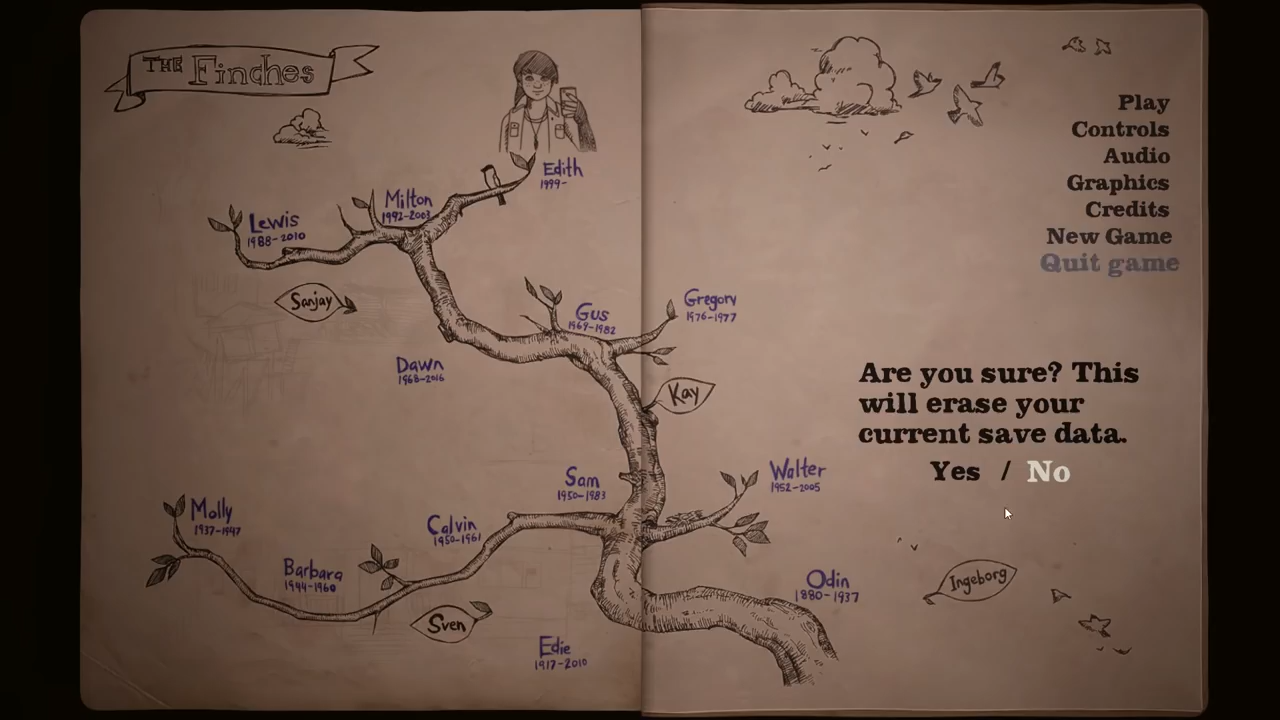 THE Finches
Edith
1999-
Milton
1992-2003
Lewis
1988-2010
Sanjay
Gus
1969-1982
Gregory
1976-1977
Dawn
1968-2016
Kay
Sam
1950-1983
Walter
1952-2005
Molly
1937-1947
Calvin
1950-1961
Barbara
1944-1960
Sven
Edie
1917-2010
Odin
1880-1937
Ingeborg
Play
Controls
Audio
Graphics
Credits
New Game
Quit game
Are you sure? This
will erase your
current save data.
Yes / No